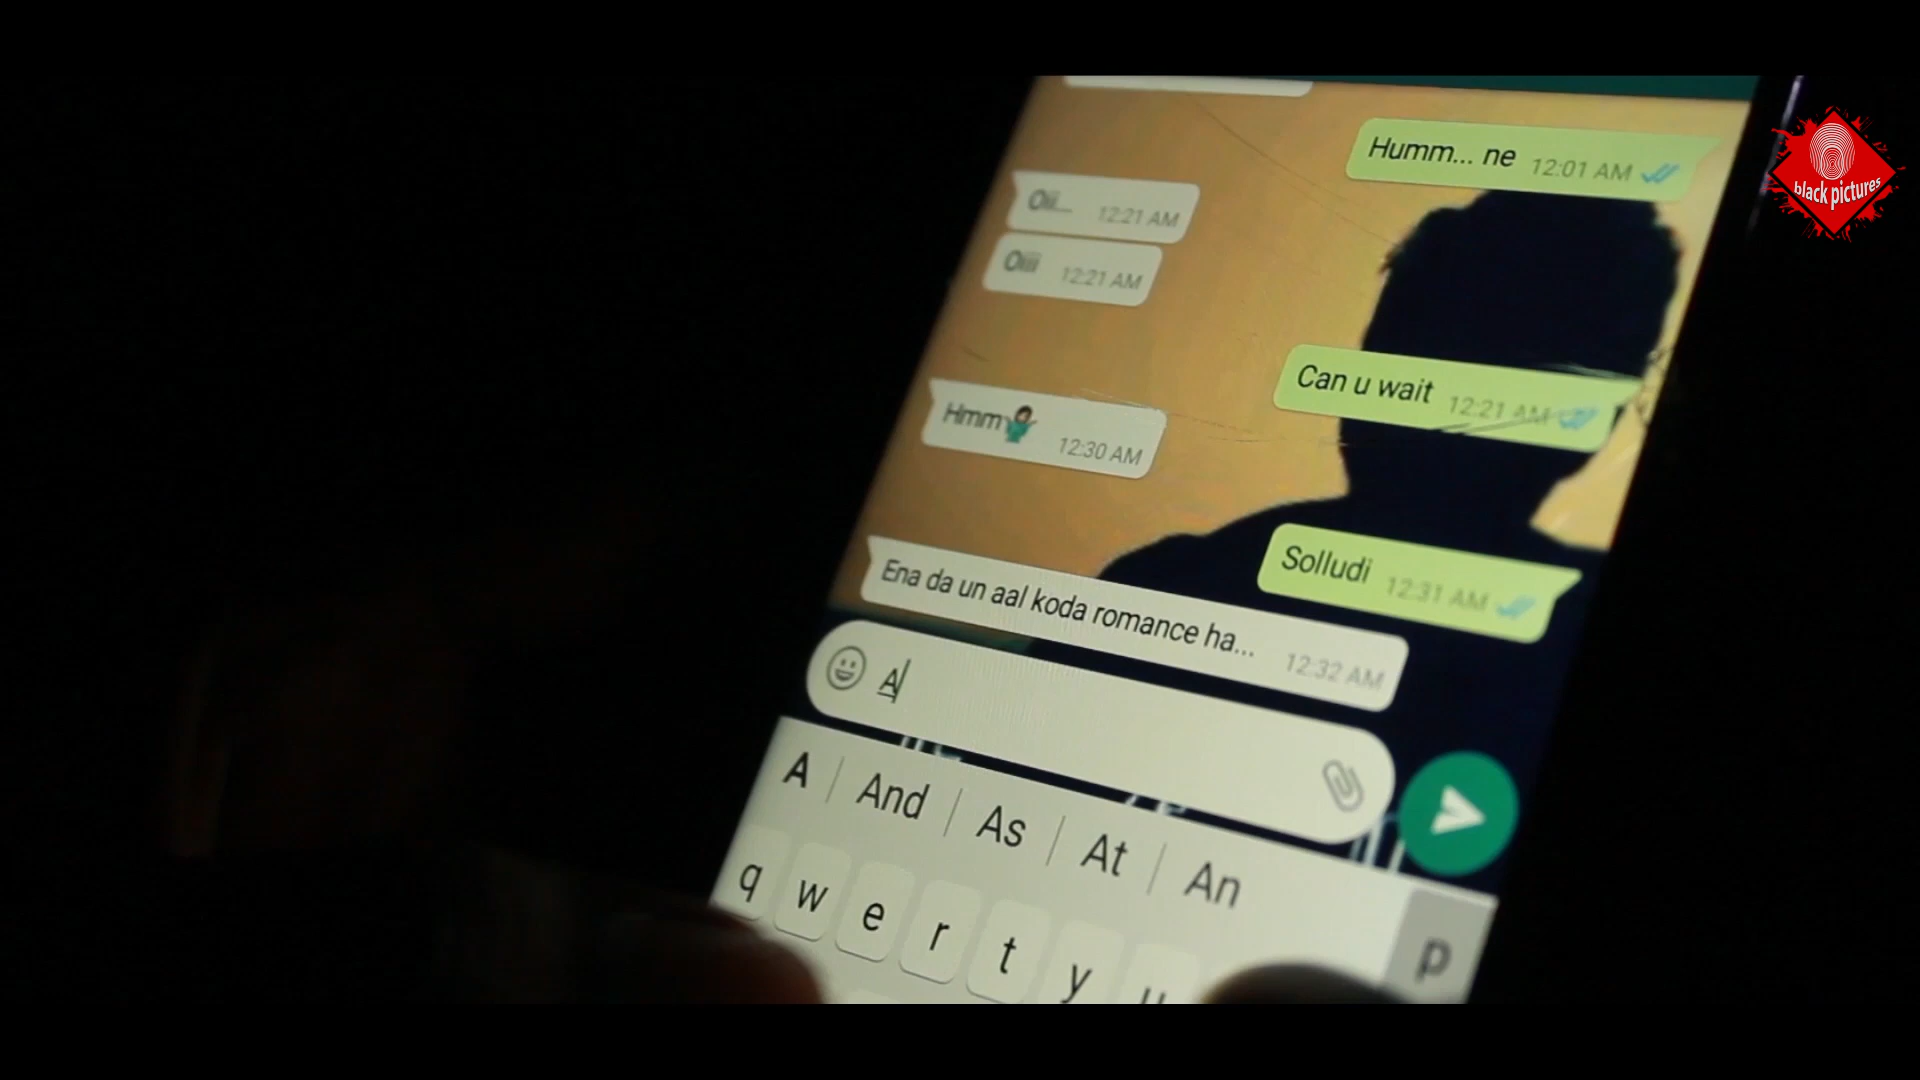 Humm... ne 12:01 AM
Oii... 12:21 AM
Oiiii 12:21 AM
Can u wait 12:21 AM
Hmm 12:30 AM
Solludi 12:31 AM
Ena da un aal koda romance ha... 12:32 AM
A
A And As At An
q w e r t y u p
black pictures